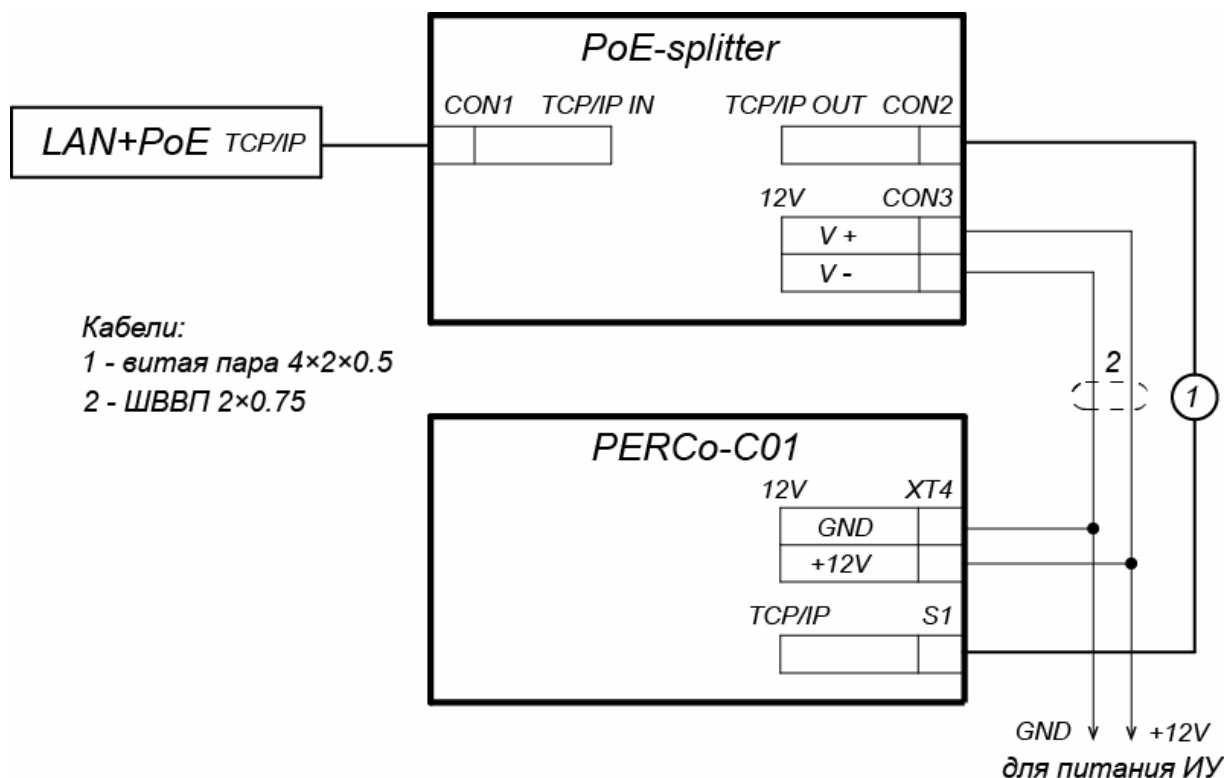 PoE-splitter
CON1 TCP/IP IN TCP/IP OUT CON2
LAN+PoE TCP/IP
12V CON3
V +
V -
Кабели:
1 - витая пара 4×2×0.5
2 - ШВВП 2×0.75
2
1
PERCo-C01
12V XT4
GND
+12V
TCP/IP S1
GND +12V
для питания ИУ